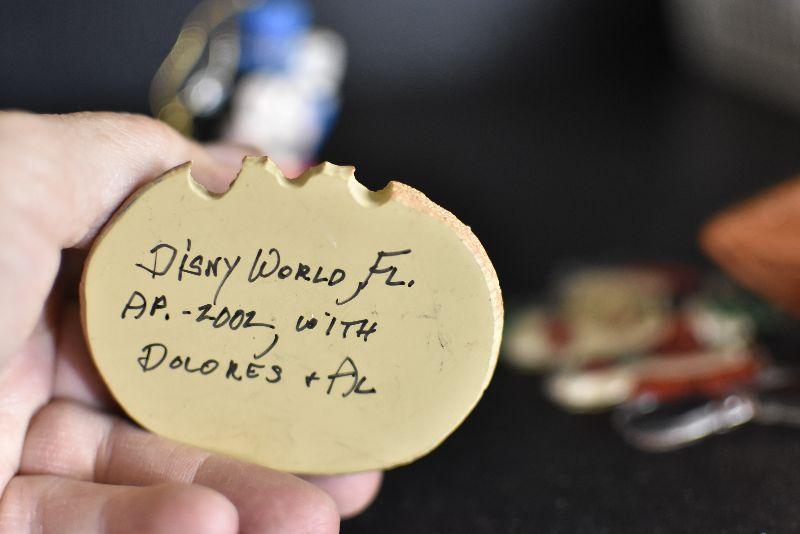 Disny World, FL.
AP. - 2002, with
Dolores + Al